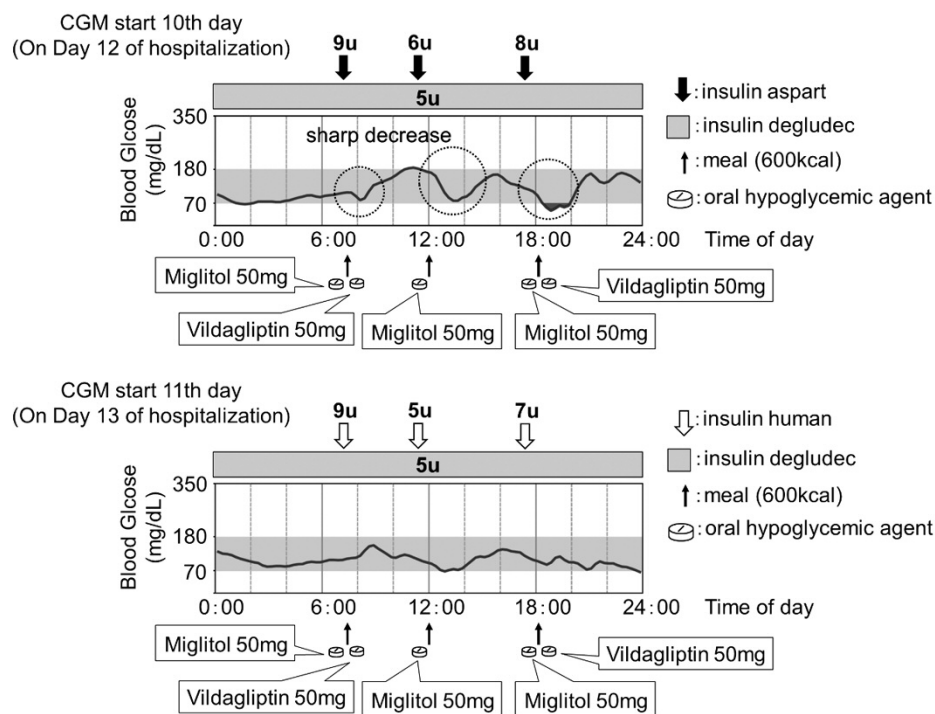 CGM start 10th day
(On Day 12 of hospitalization)
9u 6u 8u
5u
: insulin aspart
: insulin degludec
: meal (600kcal)
: oral hypoglycemic agent
Blood Glcose
(mg/dL)
350
180
70
sharp decrease
0:00 6:00 12:00 18:00 24:00 Time of day
Miglitol 50mg
Vildagliptin 50mg
Miglitol 50mg
Miglitol 50mg
Vildagliptin 50mg
CGM start 11th day
(On Day 13 of hospitalization)
9u 5u 7u
5u
: insulin human
: insulin degludec
: meal (600kcal)
: oral hypoglycemic agent
Blood Glcose
(mg/dL)
350
180
70
0:00 6:00 12:00 18:00 24:00 Time of day
Miglitol 50mg
Vildagliptin 50mg
Miglitol 50mg
Miglitol 50mg
Vildagliptin 50mg